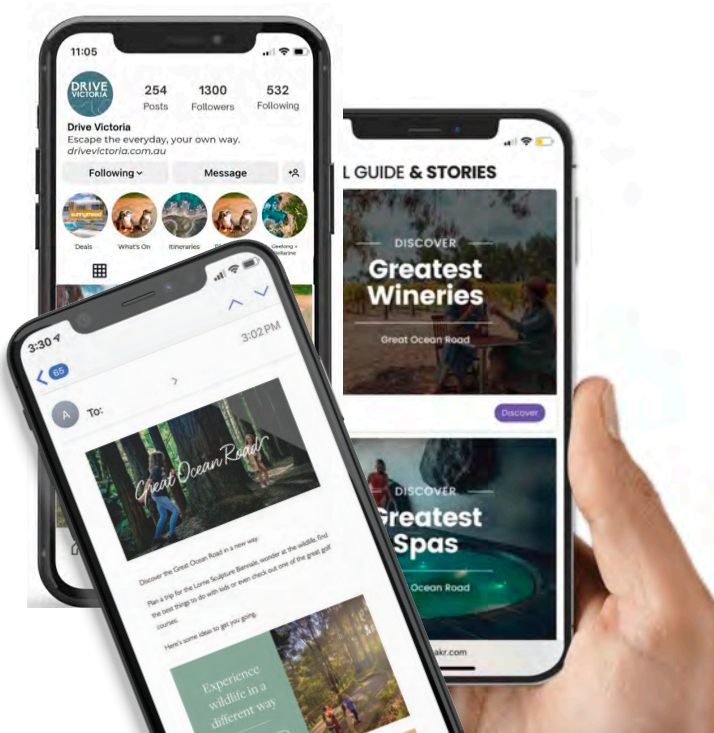 11:05
DRIVE
VICTORIA
254
1300
532
Posts
Followers
Following
Drive Victoria
Escape the everyday, your own way.
drivevictoria.com.au
Following
Message
sunnymead
Deals
What's On
Itineraries
Geelong +
L GUIDE & STORIES
DISCOVER
Greatest
Wineries
Great Ocean Road
Discover
DISCOVER
Greatest
Spas
Ocean Road
akr.com
3:30
3:02 PM
65
A
To:
Great Ocean Road
Discover the Great Ocean Road in a new way.
Plan a trip for the Lorne Sculpture Biennale, wonder at the wildlife, find
the best things to do with kids or even check out one of the great golf
courses.
Here's some ideas to get you going.
Experience
wildlife in a
different way